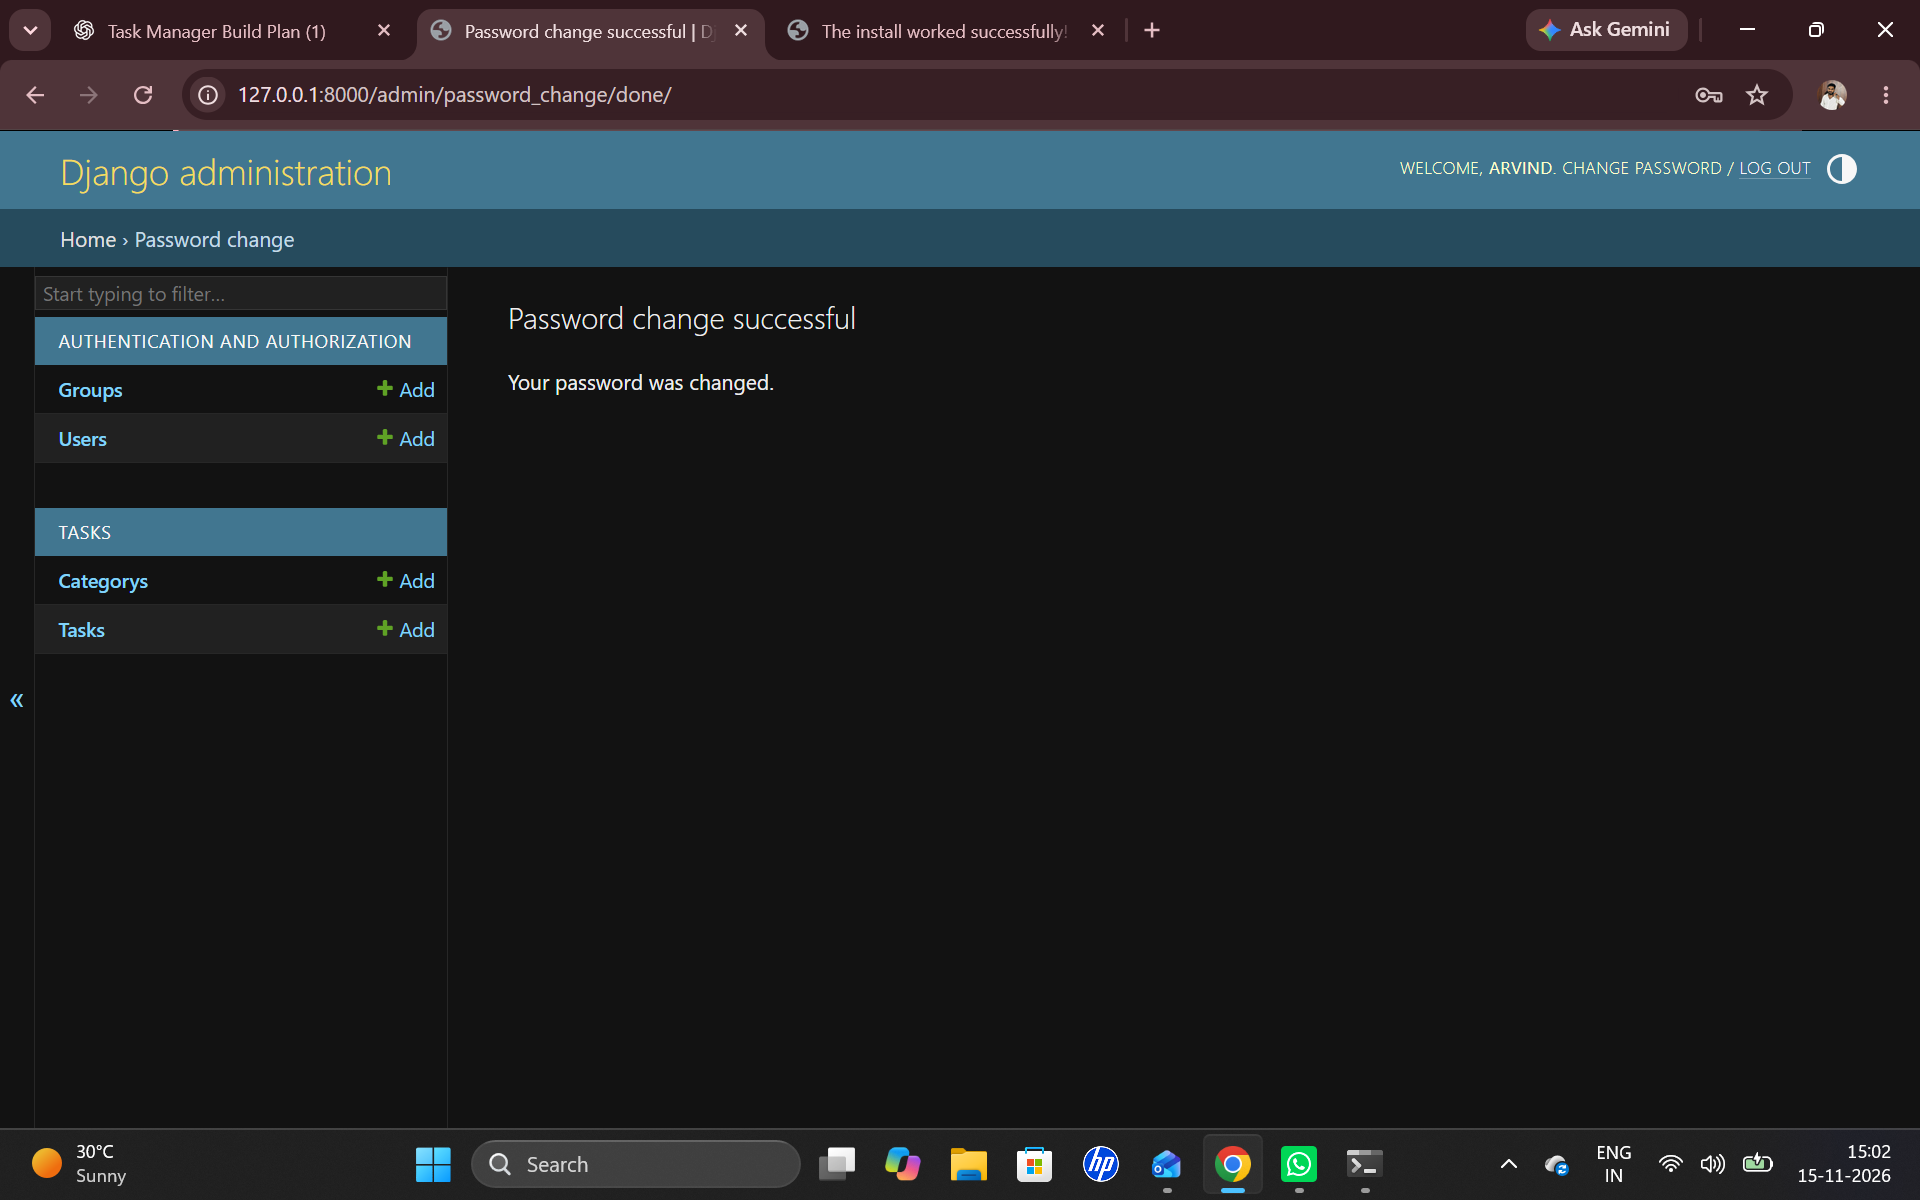 Task Manager Build Plan (1)
Password change successful | D
The install worked successfully!
Ask Gemini
127.0.0.1:8000/admin/password_change/done/
Django administration
WELCOME, ARVIND. CHANGE PASSWORD / LOG OUT
Home › Password change
Start typing to filter...
AUTHENTICATION AND AUTHORIZATION
Groups + Add
Users + Add
TASKS
Categorys + Add
Tasks + Add
«
Password change successful
Your password was changed.
30°C
Sunny
Search
hp
ENG
IN
15:02
15-11-2026